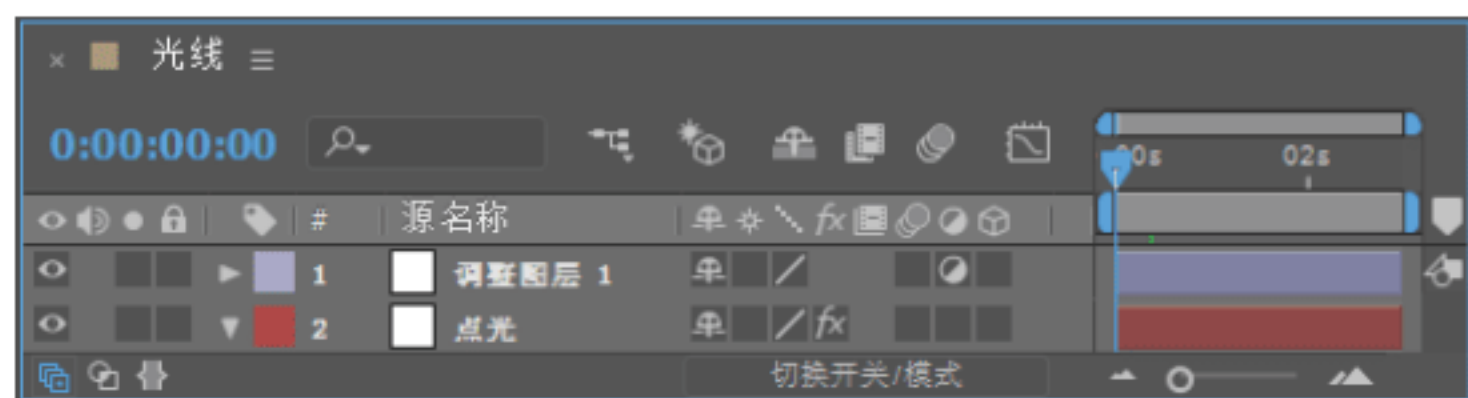 光线
0:00:00:00
00s 02s
# 源名称 fx
1 调整图层 1
2 点光 fx
切换开关/模式